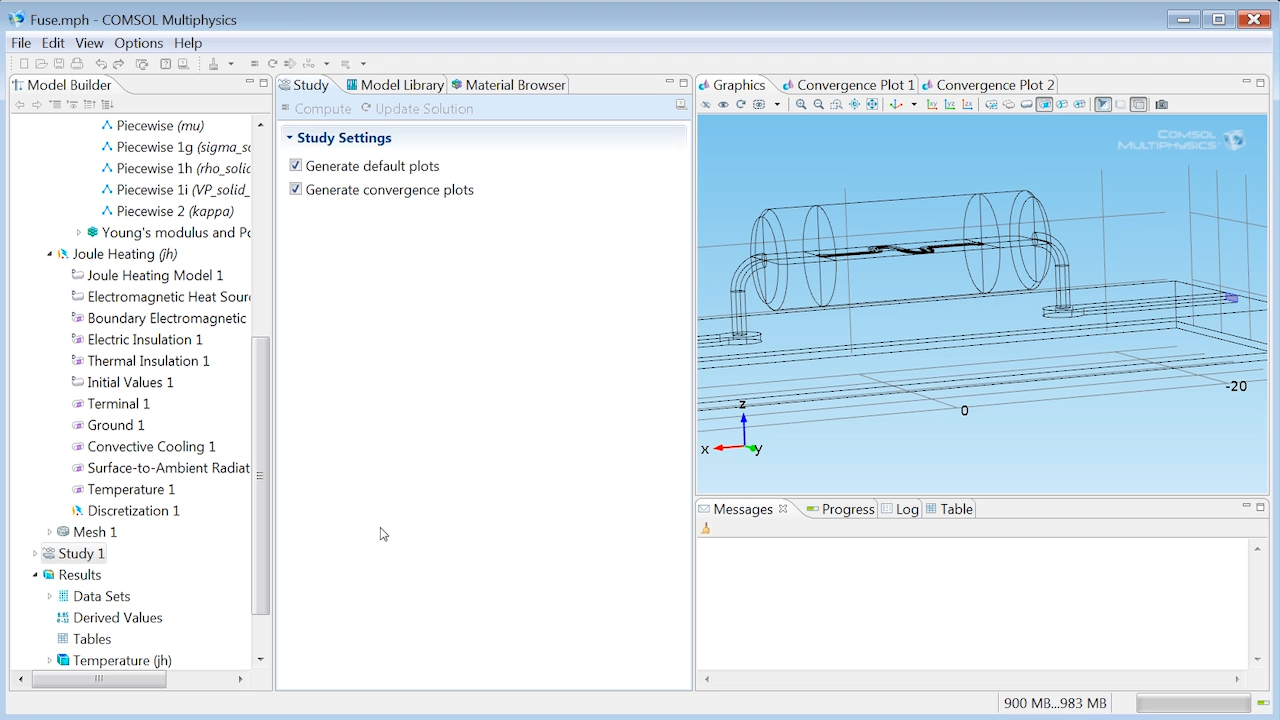 Fuse.mph - COMSOL Multiphysics
File Edit View Options Help
Model Builder
Piecewise (mu)
Piecewise 1g (sigma_so
Piecewise 1h (rho_solic
Piecewise 1i (VP_solid_
Piecewise 2 (kappa)
Young's modulus and Po
Joule Heating (jh)
Joule Heating Model 1
Electromagnetic Heat Sour
Boundary Electromagnetic
Electric Insulation 1
Thermal Insulation 1
Initial Values 1
Terminal 1
Ground 1
Convective Cooling 1
Surface-to-Ambient Radiat
Temperature 1
Discretization 1
Mesh 1
Study 1
Results
Data Sets
Derived Values
Tables
Temperature (jh)
Study Model Library Material Browser
Compute Update Solution
Study Settings
Generate default plots
Generate convergence plots
Graphics Convergence Plot 1 Convergence Plot 2
COMSOL
MULTIPHYSICS
-20
0
z
x
y
Messages Progress Log Table
900 MB...983 MB